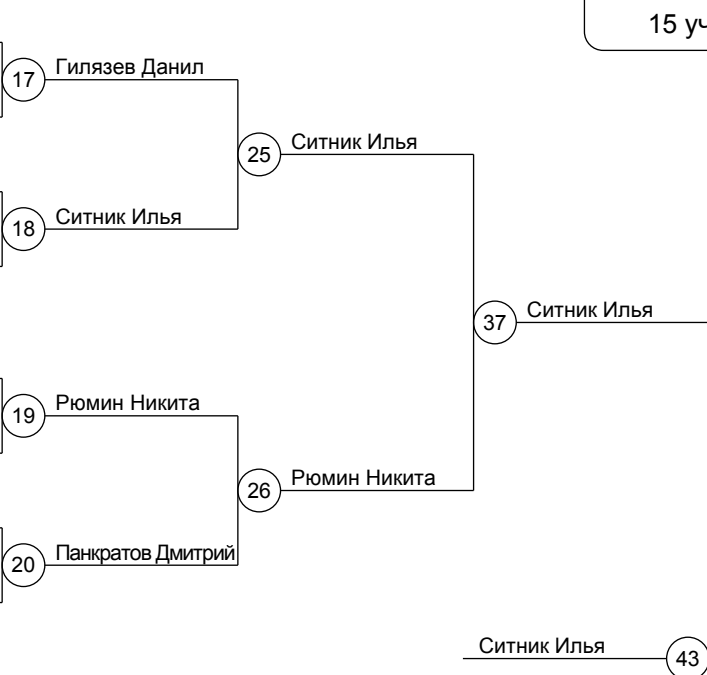 15 уч
17 Гилязев Данил
25 Ситник Илья
18 Ситник Илья
37 Ситник Илья
19 Рюмин Никита
26 Рюмин Никита
20 Панкратов Дмитрий
Ситник Илья 43